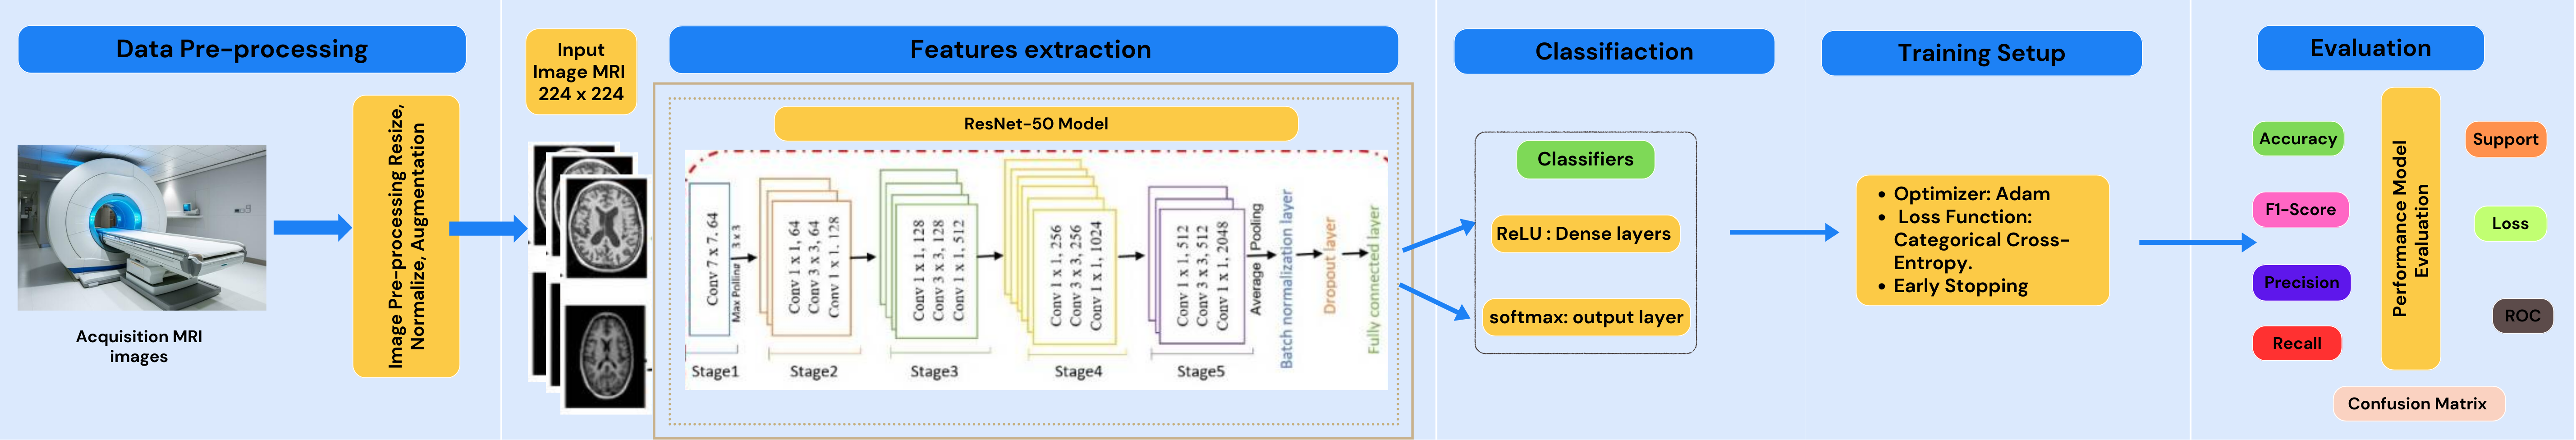 Data Pre-processing
Acquisition MRI
images
Image Pre-processing Resize,
Normalize, Augmentation
Input
Image MRI
224 x 224
Features extraction
ResNet-50 Model
Conv 7 x 7, 64
Max Polling 3 x 3
Stage1
Conv 1 x 1, 64
Conv 3 x 3, 64
Conv 1 x 1, 128
Stage2
Conv 1 x 1, 128
Conv 3 x 3, 128
Conv 1 x 1, 512
Stage3
Conv 1 x 1, 256
Conv 3 x 3, 256
Conv 1 x 1, 1024
Stage4
Conv 1 x 1, 512
Conv 3 x 3, 512
Conv 1 x 1, 2048
Stage5
Average Pooling
Batch normalization layer
Dropout layer
Fully connected layer
Classifiaction
Classifiers
ReLU : Dense layers
softmax: output layer
Training Setup
• Optimizer: Adam
• Loss Function:
Categorical Cross-
Entropy.
• Early Stopping
Evaluation
Accuracy
F1-Score
Precision
Recall
Performance Model
Evaluation
Support
Loss
ROC
Confusion Matrix